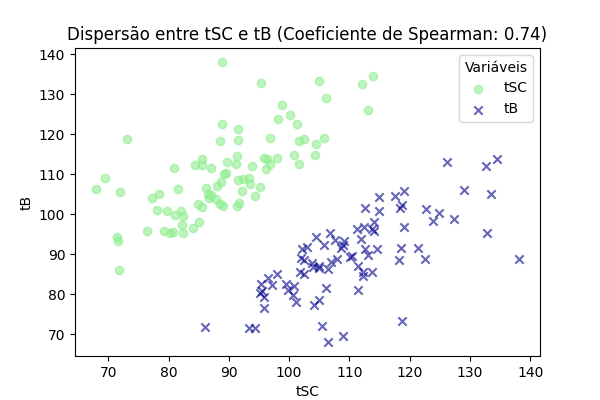 Dispersão entre tSC e tB (Coeficiente de Spearman: 0.74)
Variáveis
tSC
tB
140
130
120
110
100
90
80
70
tB
70 80 90 100 110 120 130 140
tSC